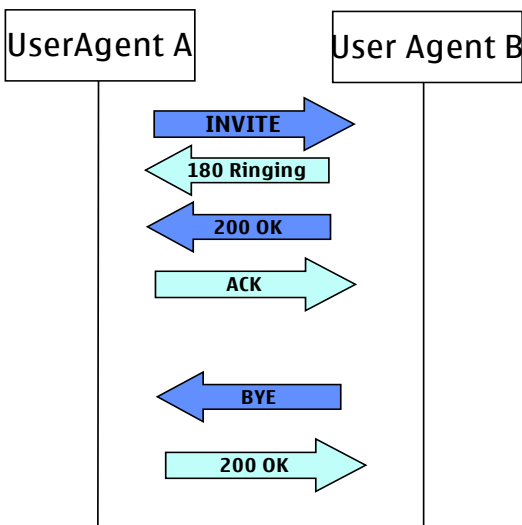 UserAgent A
User Agent B
INVITE
180 Ringing
200 OK
ACK
BYE
200 OK